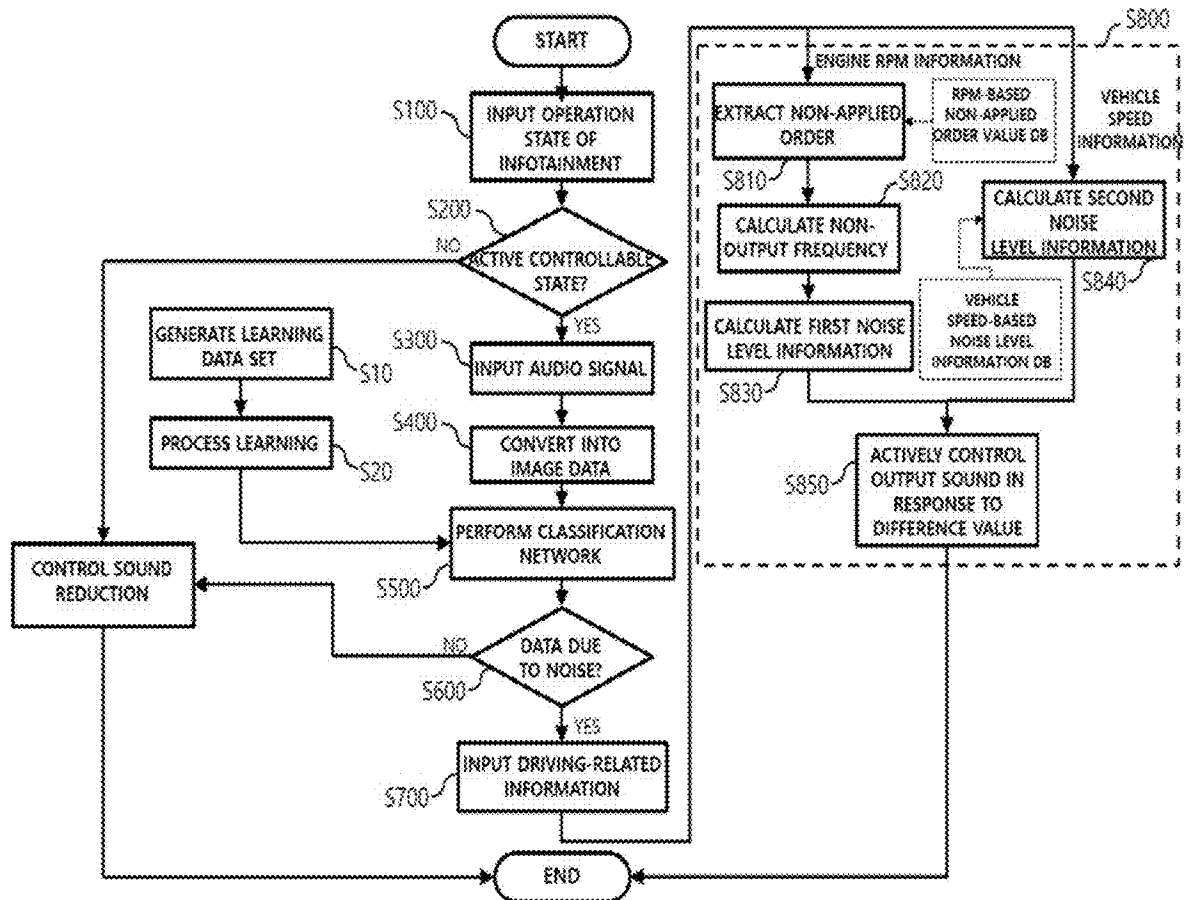 START
S100
INPUT OPERATION
STATE OF
INFOTAINMENT
S200
NO
ACTIVE CONTROLLABLE
STATE?
YES
GENERATE LEARNING
DATA SET
S10
S300
INPUT AUDIO SIGNAL
PROCESS LEARNING
S20
S400
CONVERT INTO
IMAGE DATA
PERFORM CLASSIFICATION
NETWORK
S500
CONTROL SOUND
REDUCTION
NO
DATA DUE
TO NOISE?
S600
YES
INPUT DRIVING-RELATED
INFORMATION
S700
END
S800
ENGINE RPM INFORMATION
EXTRACT NON-APPLIED
ORDER
S810
RPM-BASED
NON-APPLIED
ORDER VALUE DB
VEHICLE
SPEED
INFORMATION
S820
CALCULATE NON-
OUTPUT FREQUENCY
CALCULATE SECOND
NOISE
LEVEL INFORMATION
S840
CALCULATE FIRST NOISE
LEVEL INFORMATION
S830
VEHICLE
SPEED-BASED
NOISE LEVEL
INFORMATION DB
S850
ACTIVELY CONTROL
OUTPUT SOUND IN
RESPONSE TO
DIFFERENCE VALUE